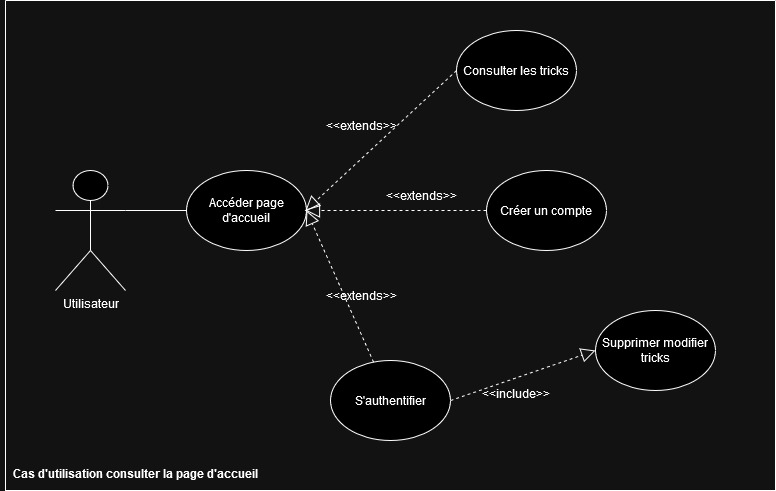 Consulter les tricks
<<extends>>
Accéder page
d'accueil
<<extends>>
Créer un compte
Utilisateur
<<extends>>
Supprimer modifier
tricks
S'authentifier
<<include>>
Cas d'utilisation consulter la page d'accueil